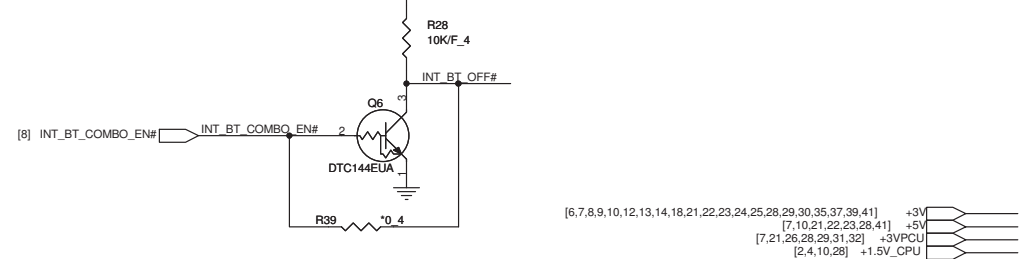 R28
10K/F_4
INT_BT_OFF#
3
Q6
[8] INT_BT_COMBO_EN# INT_BT_COMBO_EN# 2
DTC144EUA
1
R39 *0_4
[6,7,8,9,10,12,13,14,18,21,22,23,24,25,28,29,30,35,37,39,41] +3V
[7,10,21,22,23,28,41] +5V
[7,21,26,28,29,31,32] +3VPCU
[2,4,10,28] +1.5V_CPU